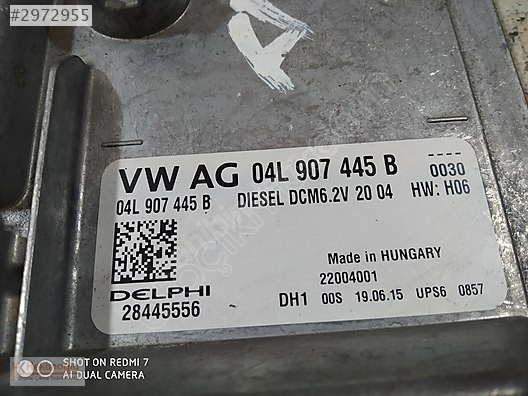 #2972955
VW AG 04L 907 445 B
----
0030
04L 907 445 B DIESEL DCM6.2V 20 04 HW: H06
Made in HUNGARY
22004001
DELPHI
28445556
DH1 00S 19.06.15 UPS6 0857
SHOT ON REDMI 7
AI DUAL CAMERA